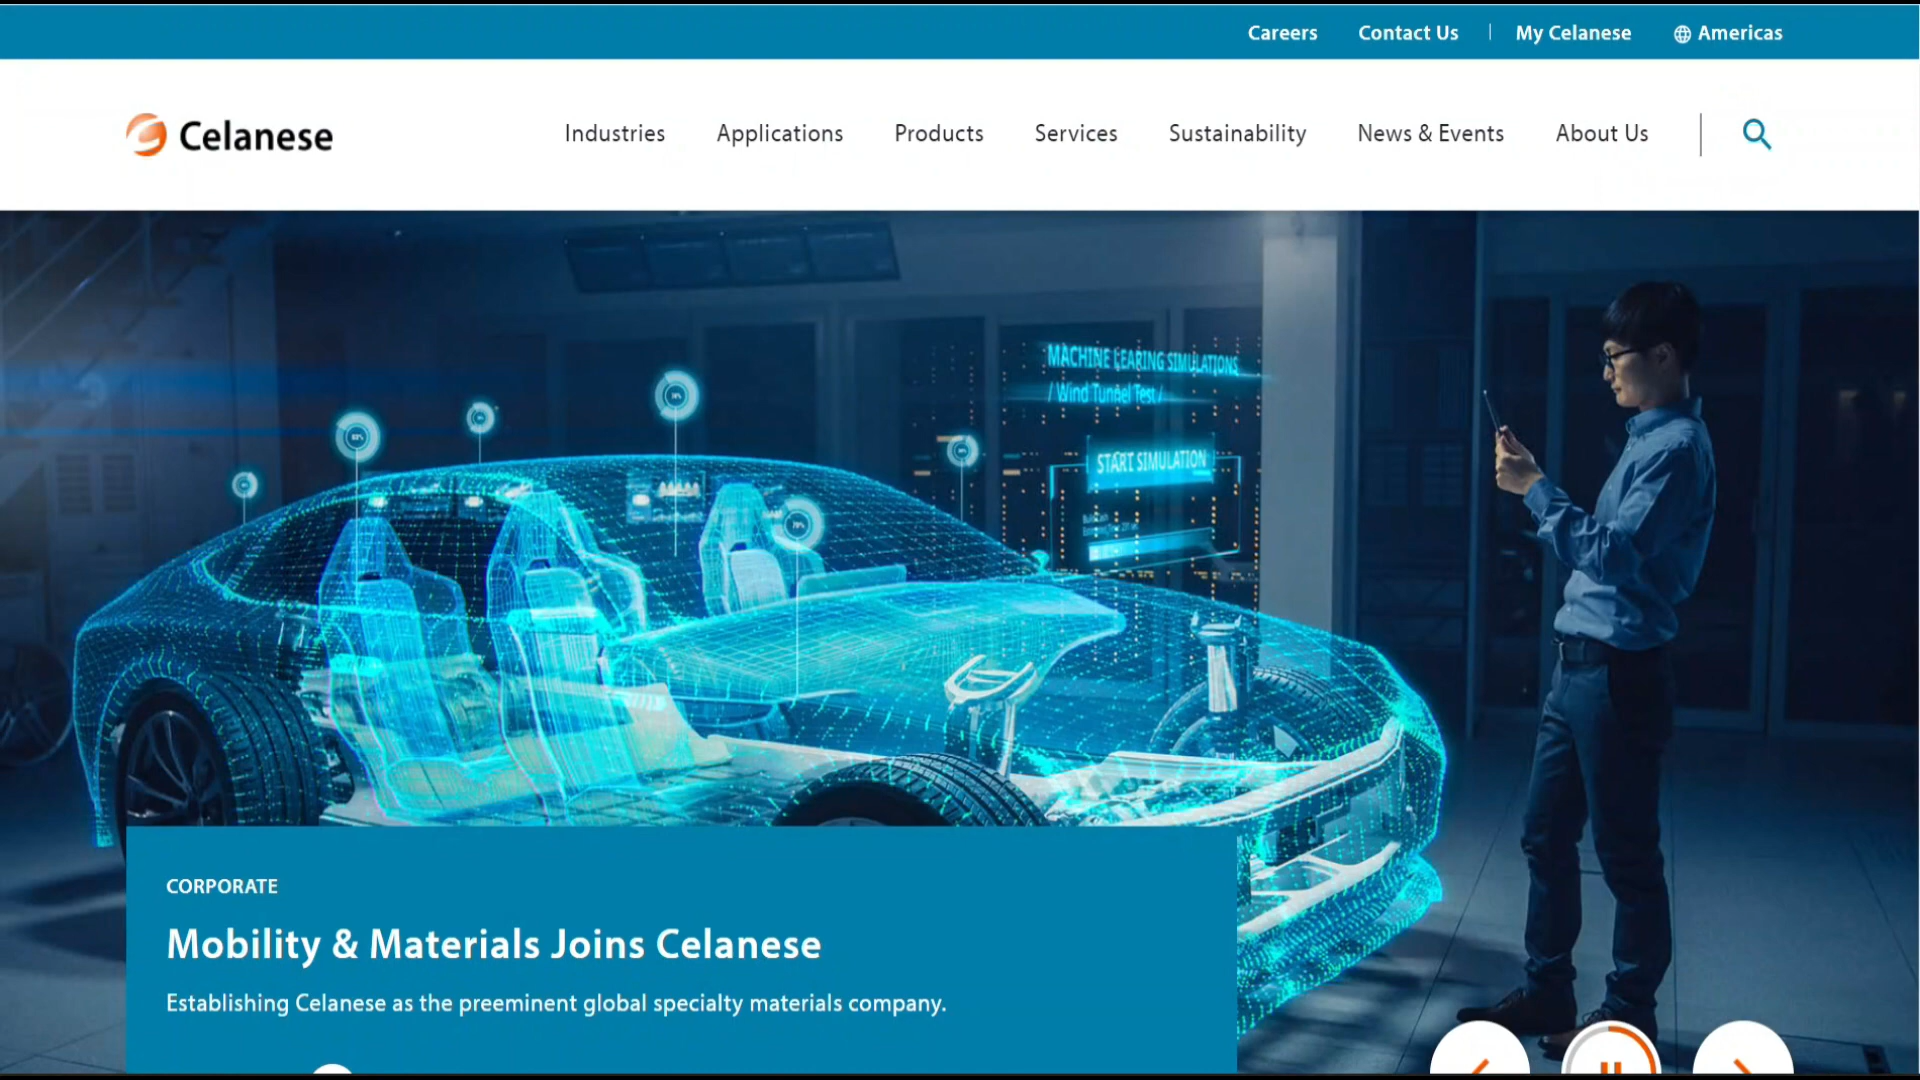 Careers Contact Us My Celanese Americas
Celanese
Industries Applications Products Services Sustainability News & Events About Us
MACHINE LEARING SIMULATIONS
/ Wind Tunnel Test /
START SIMULATION
CORPORATE
Mobility & Materials Joins Celanese
Establishing Celanese as the preeminent global specialty materials company.